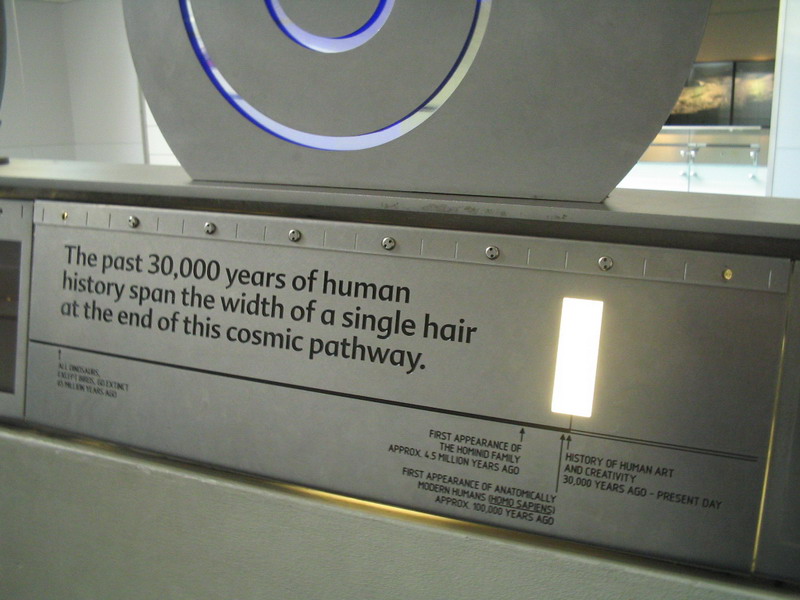 The past 30,000 years of human
history span the width of a single hair
at the end of this cosmic pathway.
ALL DINOSAURS,
EXCEPT BIRDS, GO EXTINCT
65 MILLION YEARS AGO
FIRST APPEARANCE OF
THE HOMINID FAMILY
APPROX. 4.5 MILLION YEARS AGO
FIRST APPEARANCE OF ANATOMICALLY
MODERN HUMANS (HOMO SAPIENS)
APPROX. 100,000 YEARS AGO
HISTORY OF HUMAN ART
AND CREATIVITY
30,000 YEARS AGO - PRESENT DAY